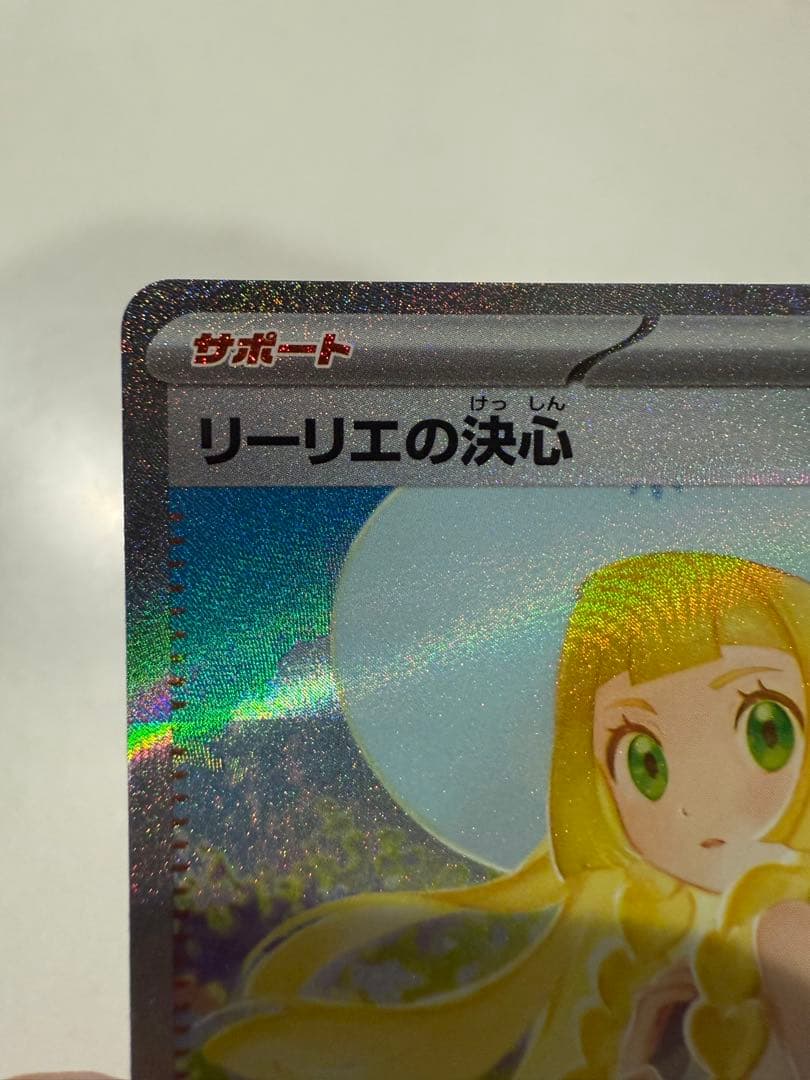 サポート
けっ しん
リーリエの決心